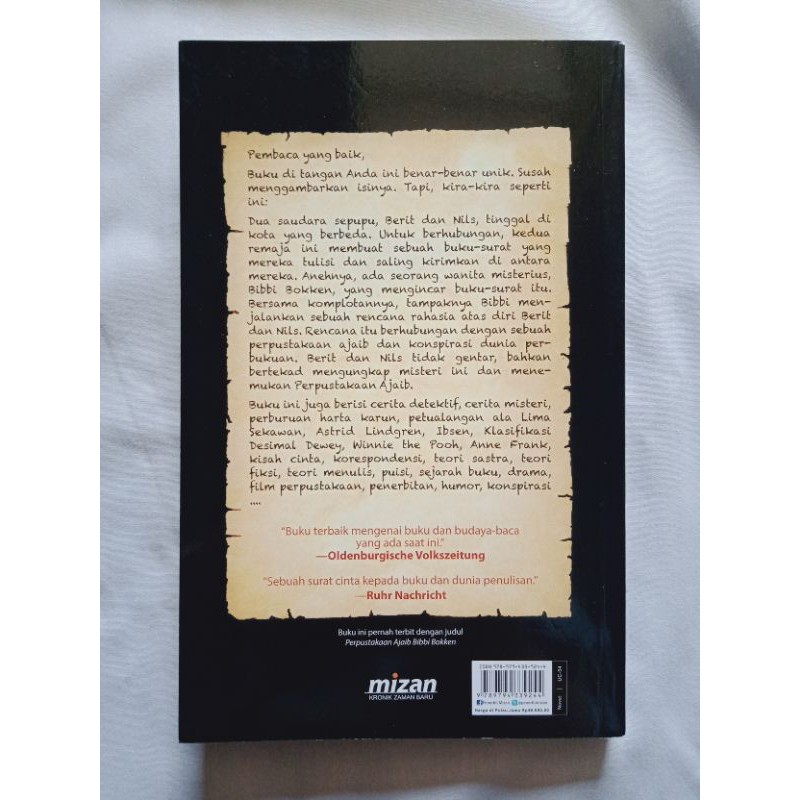 Pembaca yang baik,
Buku di tangan Anda ini benar-benar unik. Susah
menggambarkan isinya. Tapi, kira-kira seperti
ini:
Dua saudara sepupu, Berit dan Nils, tinggal di
kota yang berbeda. Untuk berhubungan, kedua
remaja ini membuat sebuah buku-surat yang
mereka tulisi dan saling kirimkan di antara
mereka. Anehnya, ada seorang wanita misterius,
Bibbi Bokken, yang mengincar buku-surat itu.
Bersama komplotannya, tampaknya Bibbi men-
jalankan sebuah rencana rahasia atas diri Berit
dan Nils. Rencana itu berhubungan dengan sebuah
perpustakaan ajaib dan konspirasi dunia per-
bukuan. Berit dan Nils tidak gentar, bahkan
bertekad mengungkap misteri ini dan mene-
mukan Perpustakaan Ajaib.
Buku ini juga berisi cerita detektif, cerita misteri,
perburuan harta karun, petualangan ala Lima
Sekawan, Astrid Lindgren, Ibsen, Klasifikasi
Desimal Dewey, Winnie the Pooh, Anne Frank,
kisah cinta, korespondensi, teori sastra, teori
fiksi, teori menulis, puisi, sejarah buku, drama,
film perpustakaan, penerbitan, humor, konspirasi
....
“Buku terbaik mengenai buku dan budaya-baca
yang ada saat ini.”
—Oldenburgische Volkszeitung
“Sebuah surat cinta kepada buku dan dunia penulisan.”
—Ruhr Nachricht
Buku ini pernah terbit dengan judul
Perpustakaan Ajaib Bibbi Bokken
mizan
KRONIK ZAMAN BARU
9 789794 339244
Novel | UC-34